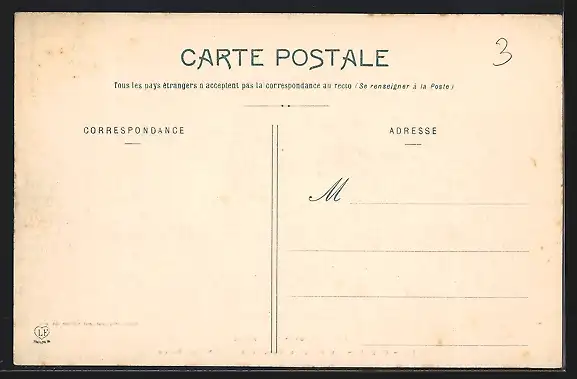 CARTE POSTALE
3
Tous les pays étrangers n'acceptent pas la correspondance au recto (Se renseigner à la Poste)
CORRESPONDANCE
ADRESSE
M
LE